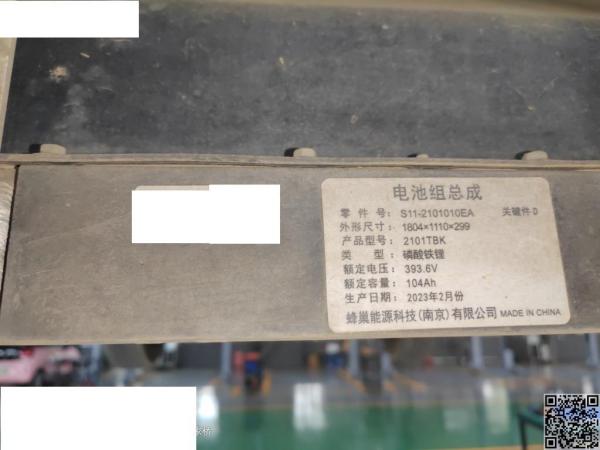 电池组总成
零件号: S11-2101010EA 关键件D
外形尺寸: 1804×1110×299
产品型号: 2101TBK
类型: 磷酸铁锂
额定电压: 393.6V
额定容量: 104Ah
生产日期: 2023年2月份
蜂巢能源科技(南京)有限公司 MADE IN CHINA